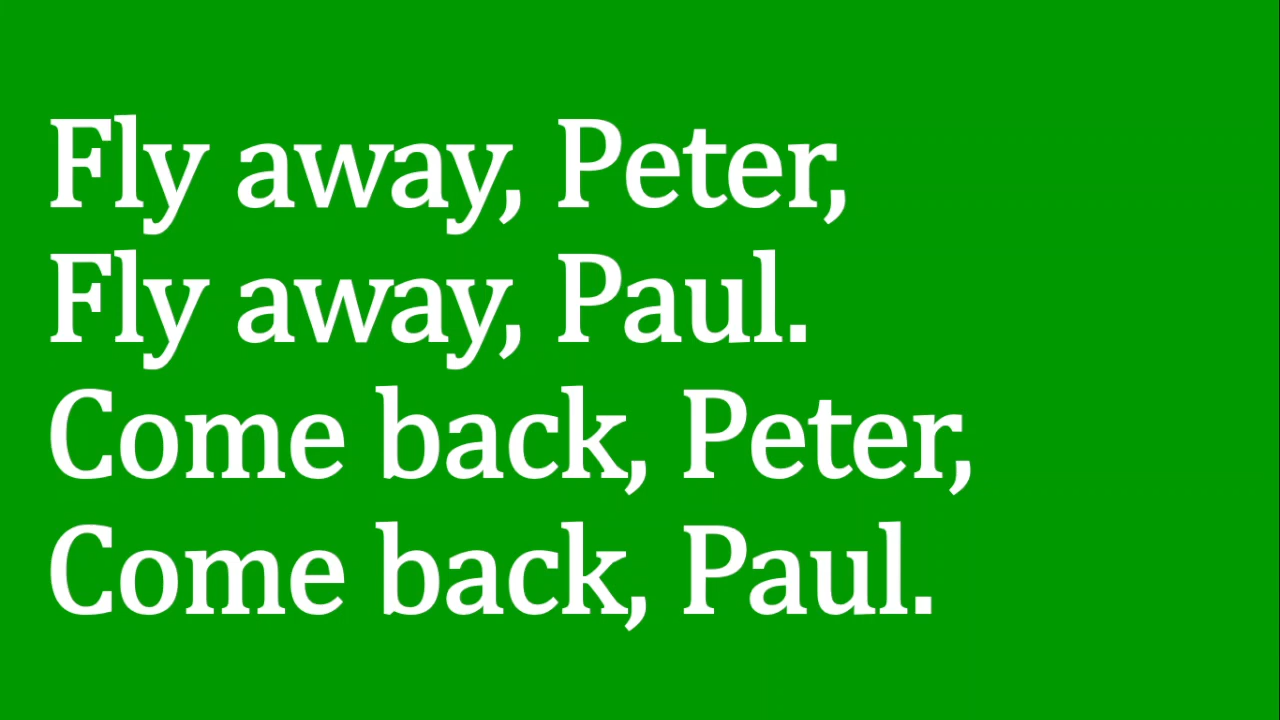 Fly away, Peter,
Fly away, Paul.
Come back, Peter,
Come back, Paul.